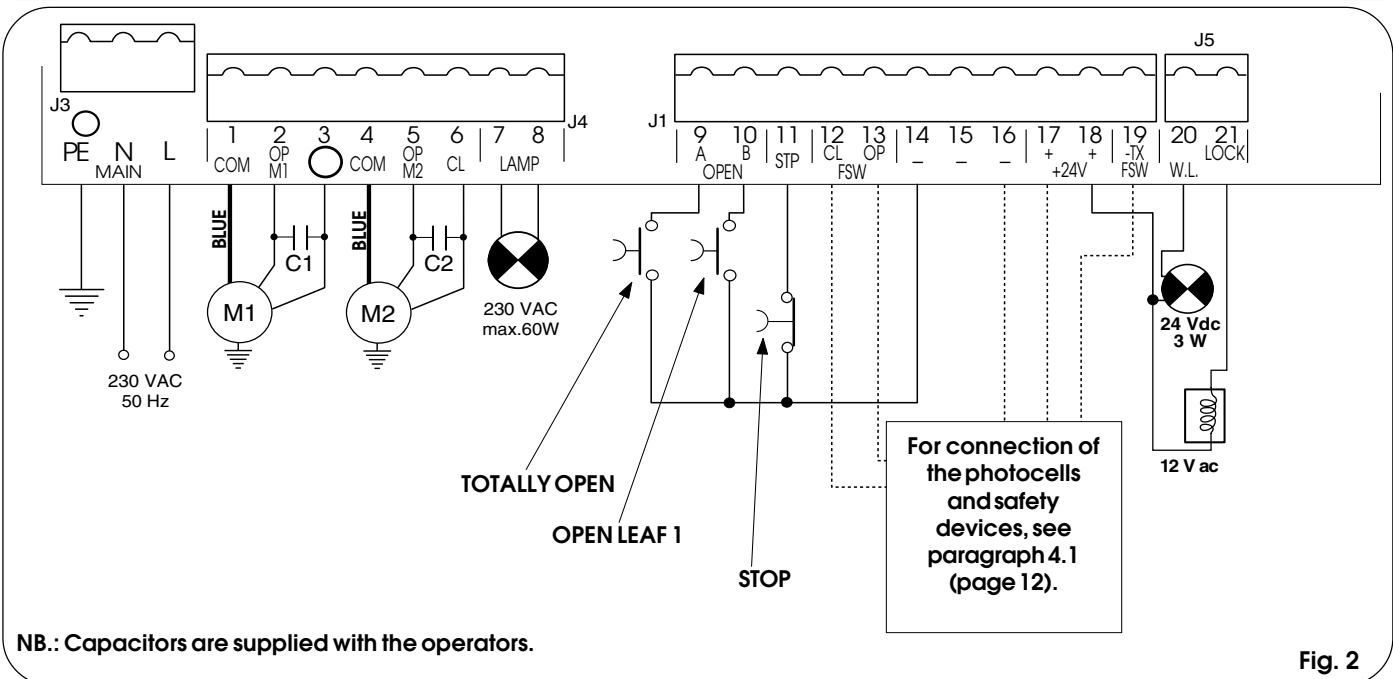 J5
J3
J4
J1
PE N L
MAIN
1 2 3 4 5 6 7 8
COM OP M1 COM OP M2 CL LAMP
9 10 11 12 13 14 15 16 17 18 19 20 21
A B STP CL OP – – – + + -TX LOCK
OPEN FSW +24V FSW W.L.
BLUE
BLUE
C1
C2
M1
M2
230 VAC
50 Hz
230 VAC
max.60W
24 Vdc
3 W
12 V ac
TOTALLY OPEN
OPEN LEAF 1
STOP
For connection of
the photocells
and safety
devices, see
paragraph 4.1
(page 12).
NB.: Capacitors are supplied with the operators.
Fig. 2